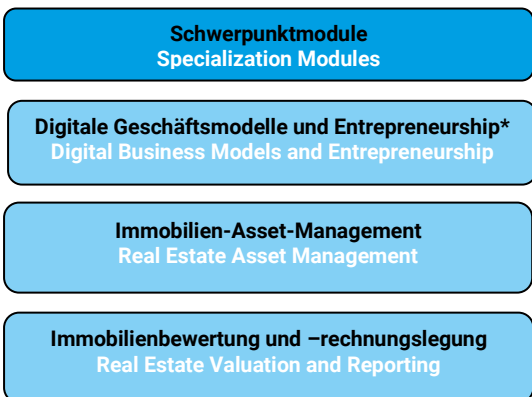 Schwerpunktmodule
Specialization Modules
Digitale Geschäftsmodelle und Entrepreneurship*
Digital Business Models and Entrepreneurship
Immobilien-Asset-Management
Real Estate Asset Management
Immobilienbewertung und –rechnungslegung
Real Estate Valuation and Reporting